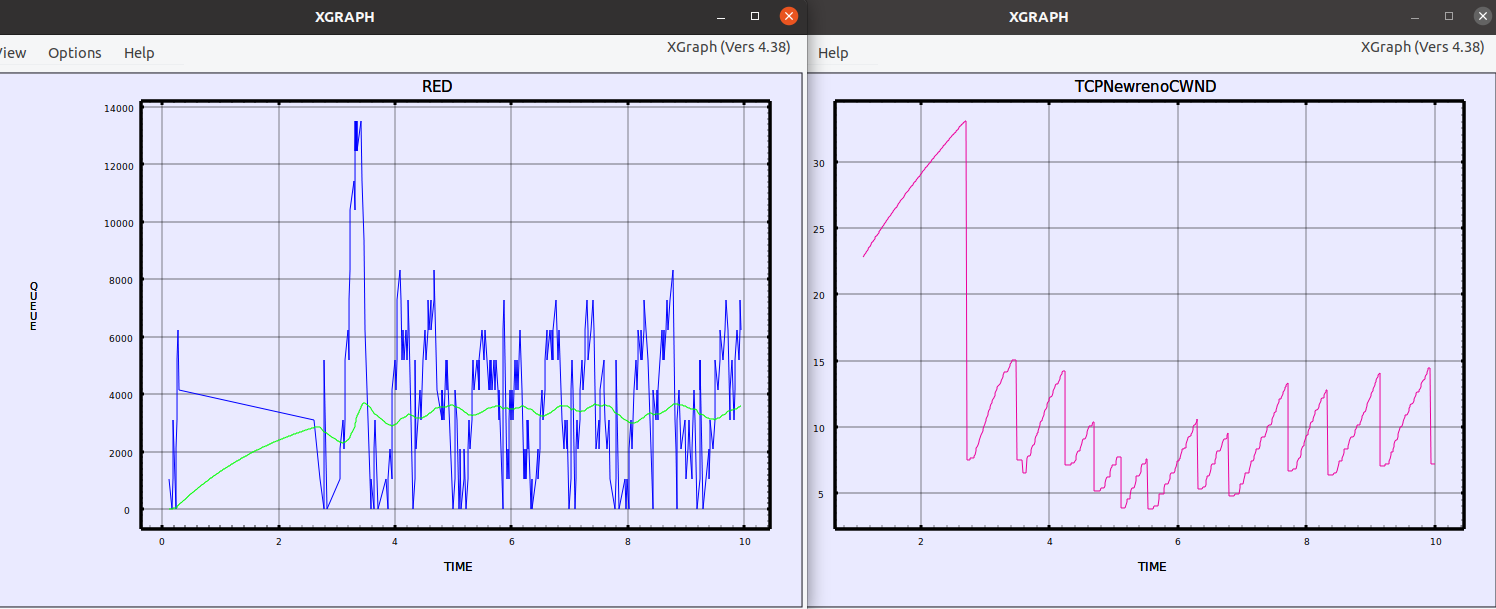 XGRAPH
View Options Help
XGraph (Vers 4.38)
RED
14000
12000
10000
8000
6000
4000
2000
0
QUEUE
0 2 4 6 8 10
TIME
XGRAPH
Help
XGraph (Vers 4.38)
TCPNewrenoCWND
30
25
20
15
10
5
2 4 6 8 10
TIME